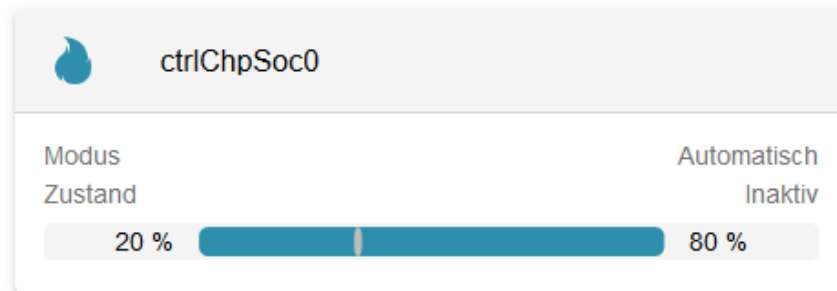 ctrlChpSoc0
Modus Automatisch
Zustand Inaktiv
20 % 80 %